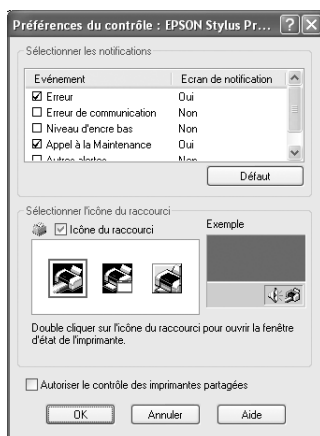 Préférences du contrôle : EPSON Stylus Pr...
Sélectionner les notifications
Evénement Ecran de notification
Erreur Oui
Erreur de communication Non
Niveau d'encre bas Non
Appel à la Maintenance Oui
Autres alertes Non
Défaut
Sélectionner l'icône du raccourci
Icône du raccourci
Exemple
Double cliquer sur l'icône du raccourci pour ouvrir la fenêtre
d'état de l'imprimante.
Autoriser le contrôle des imprimantes partagées
OK Annuler Aide